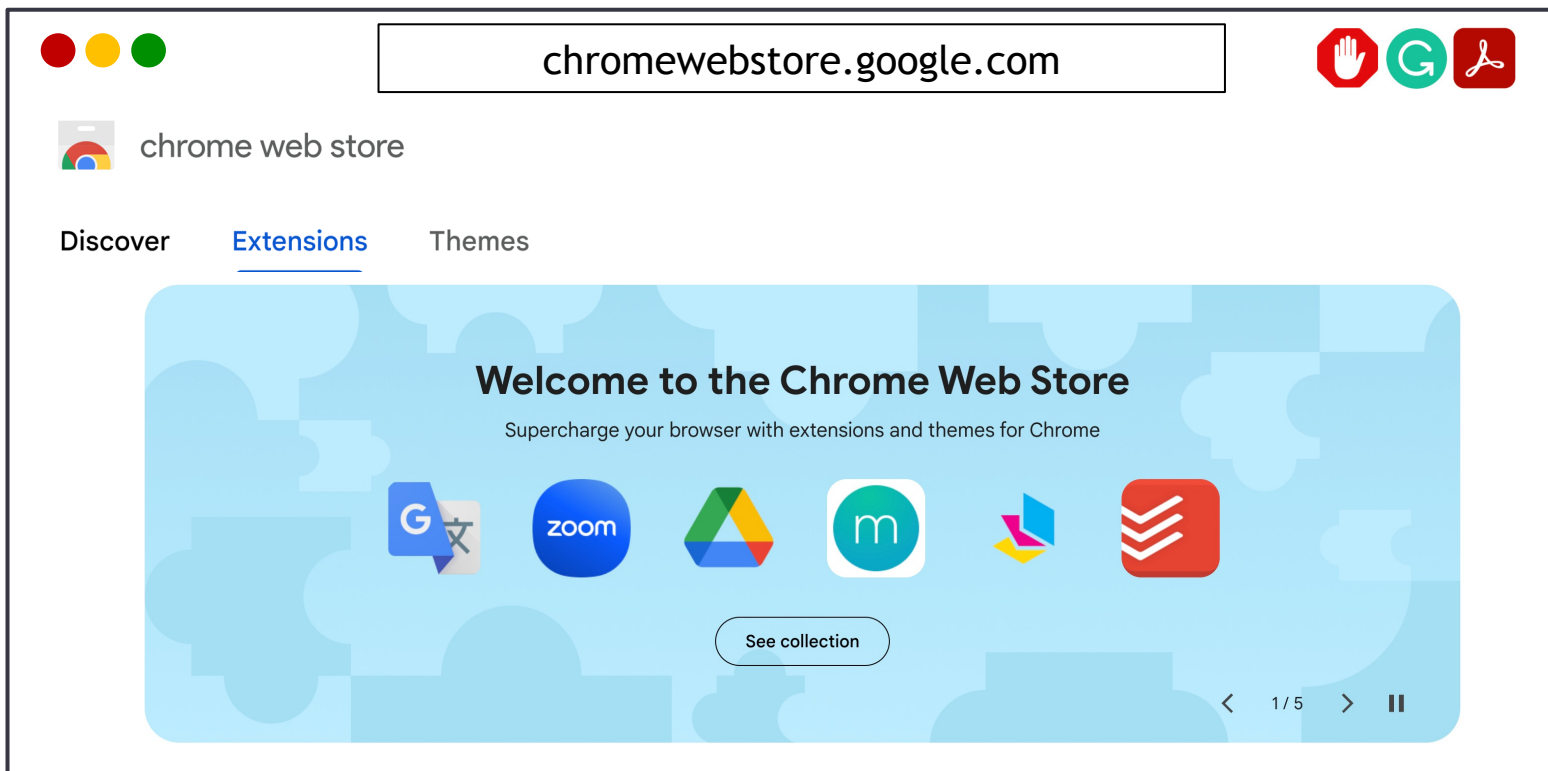 chromewebstore.google.com
chrome web store
Discover Extensions Themes
Welcome to the Chrome Web Store
Supercharge your browser with extensions and themes for Chrome
G 文 zoom m
See collection
1 / 5